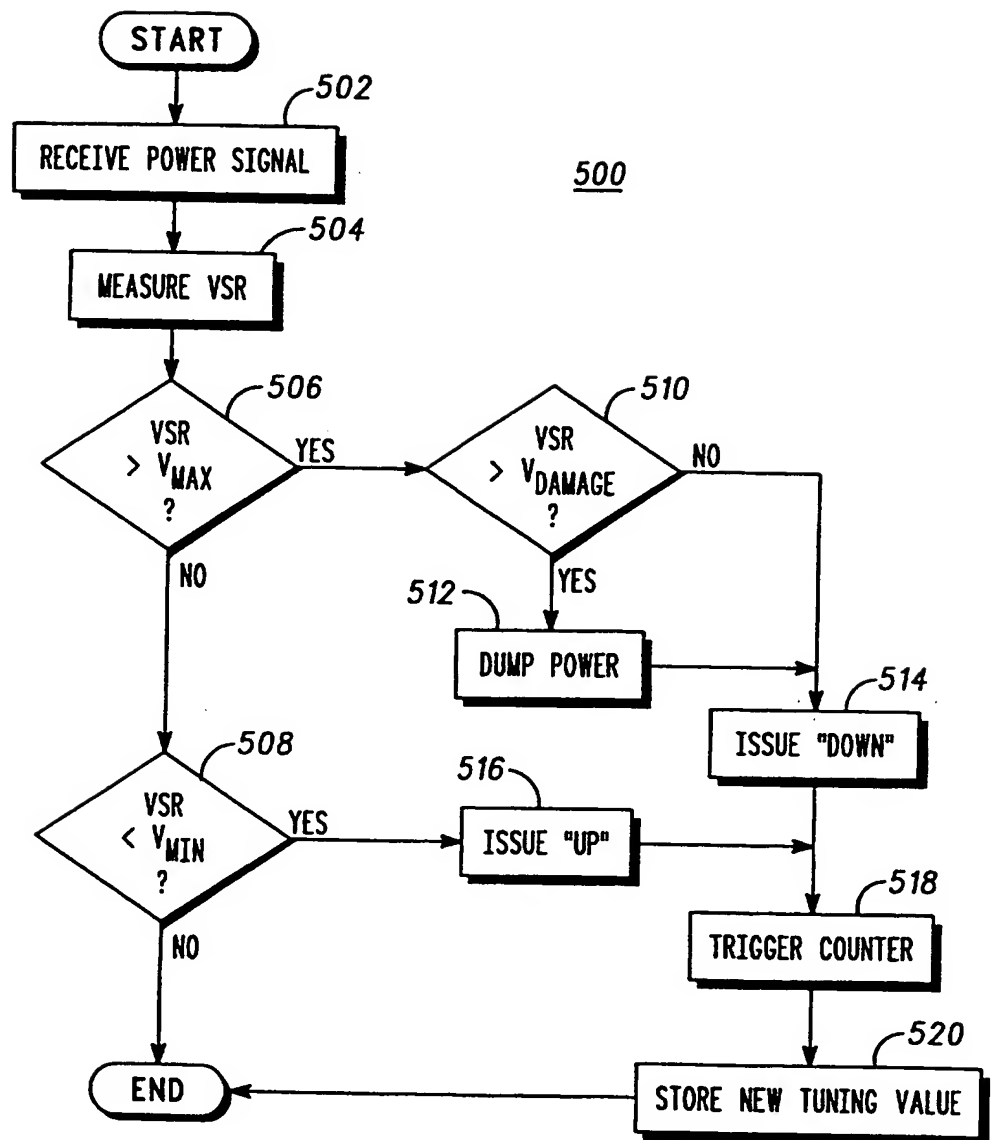 START
502
RECEIVE POWER SIGNAL
500
504
MEASURE VSR
506
VSR
> VMAX
?
YES
NO
510
VSR
> VDAMAGE
?
NO
YES
512
DUMP POWER
514
ISSUE "DOWN"
508
VSR
< VMIN
?
YES
NO
516
ISSUE "UP"
518
TRIGGER COUNTER
520
STORE NEW TUNING VALUE
END